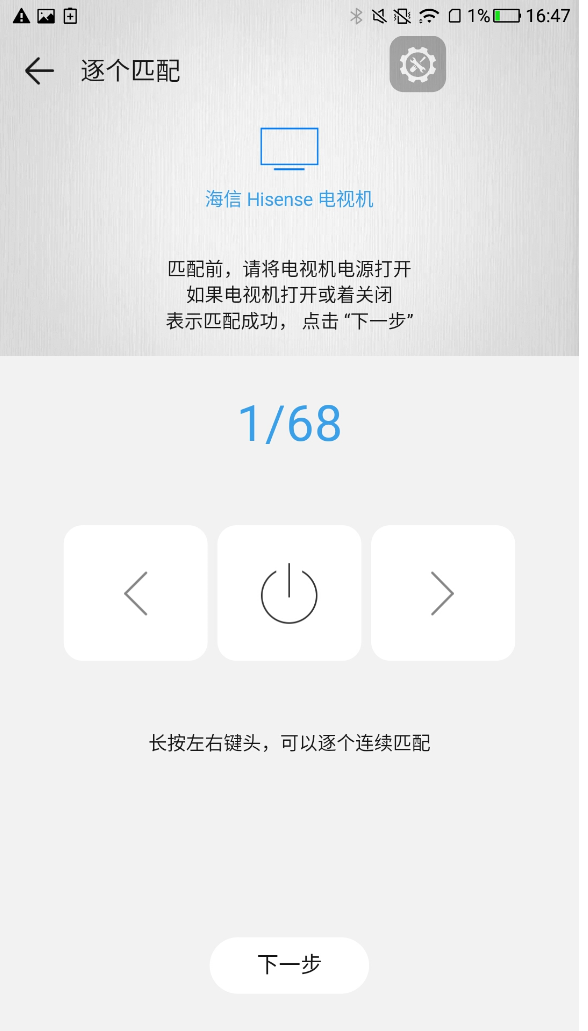 1% 16:47
逐个匹配
海信 Hisense 电视机
匹配前，请将电视机电源打开
如果电视机打开或着关闭
表示匹配成功， 点击 “下一步”
1/68
长按左右键头，可以逐个连续匹配
下一步